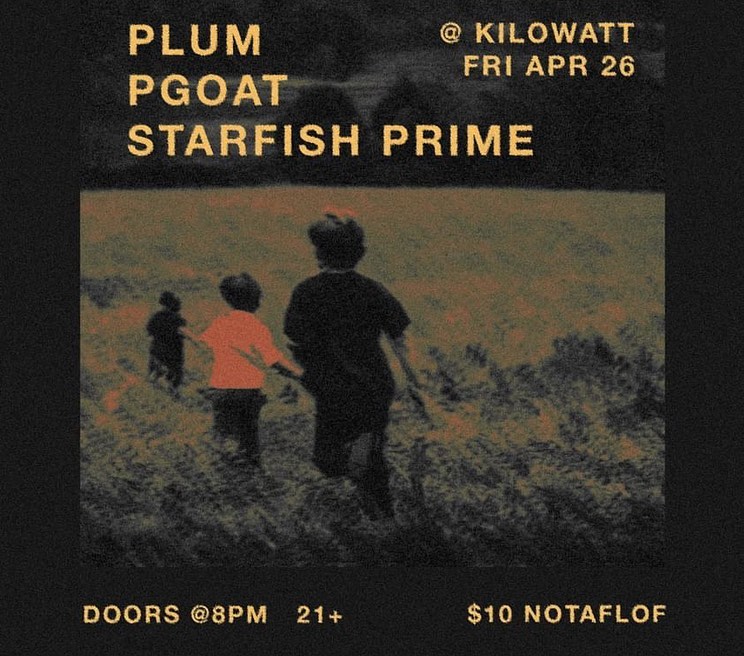 PLUM
PGOAT
STARFISH PRIME
@ KILOWATT
FRI APR 26
DOORS @8PM 21+
$10 NOTAFLOF